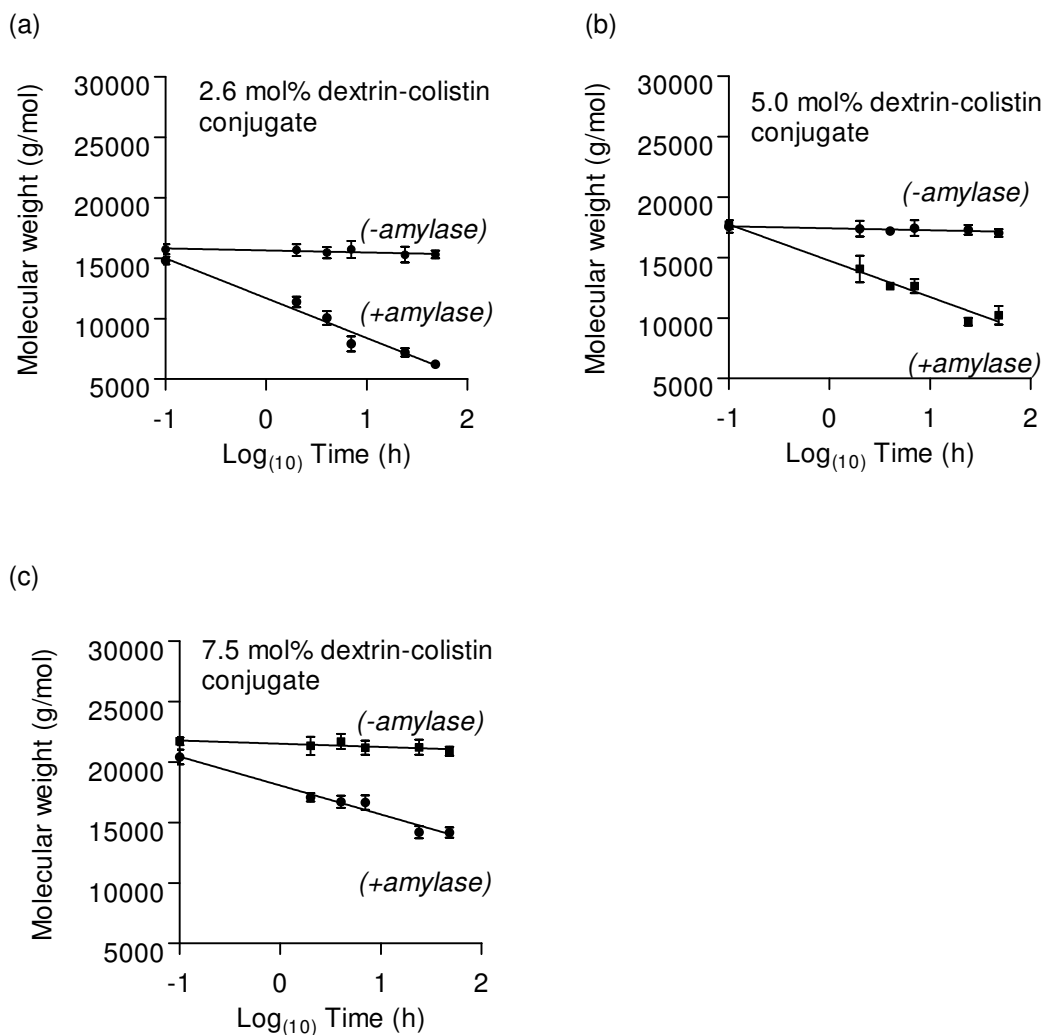 (a)
30000
25000
20000
15000
10000
5000
Molecular weight (g/mol)
2.6 mol% dextrin-colistin
conjugate
(-amylase)
(+amylase)
-1 0 1 2
Log(10) Time (h)
(b)
30000
25000
20000
15000
10000
5000
Molecular weight (g/mol)
5.0 mol% dextrin-colistin
conjugate
(-amylase)
(+amylase)
-1 0 1 2
Log(10) Time (h)
(c)
30000
25000
20000
15000
10000
5000
Molecular weight (g/mol)
7.5 mol% dextrin-colistin
conjugate
(-amylase)
(+amylase)
-1 0 1 2
Log(10) Time (h)